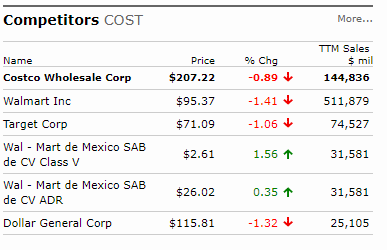 Competitors COST More...
TTM Sales
Name Price % Chg $ mil
Costco Wholesale Corp $207.22 -0.89 144,836
Walmart Inc $95.37 -1.41 511,879
Target Corp $71.09 -1.06 74,527
Wal - Mart de Mexico SAB
de CV Class V $2.61 1.56 31,581
Wal - Mart de Mexico SAB
de CV ADR $26.02 0.35 31,581
Dollar General Corp $115.81 -1.32 25,105